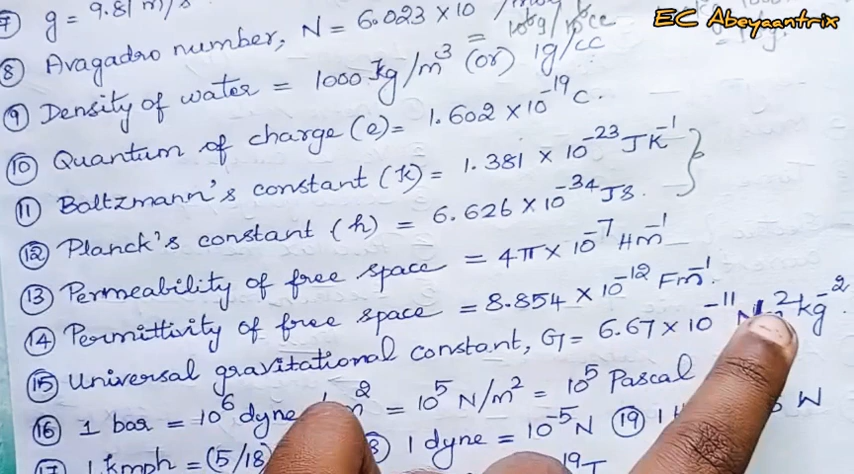 EC Abeyaantrix
⑦ g = 9.81 m/s
⑧ Avagadro number, N = 6.023 × 10
⑨ Density of water = 1000 kg/m³ (or) 1g/cc
⑩ Quantum of charge (e) = 1.602 × 10⁻¹⁹ C.
⑪ Boltzmann's constant (k) = 1.381 × 10⁻²³ JK⁻¹
⑫ Planck's constant (h) = 6.626 × 10⁻³⁴ Js.
⑬ Permeability of free space = 4π × 10⁻⁷ Hm⁻¹
⑭ Permittivity of free space = 8.854 × 10⁻¹² Fm⁻¹.
⑮ Universal gravitational constant, G = 6.67 × 10⁻¹¹ N ² kg⁻².
⑯ 1 bar = 10⁶ dyne ² = 10⁵ N/m² = 10⁵ Pascal
1 kmph = (5/18) 1 dyne = 10⁻⁵ N ⑲ 1 W